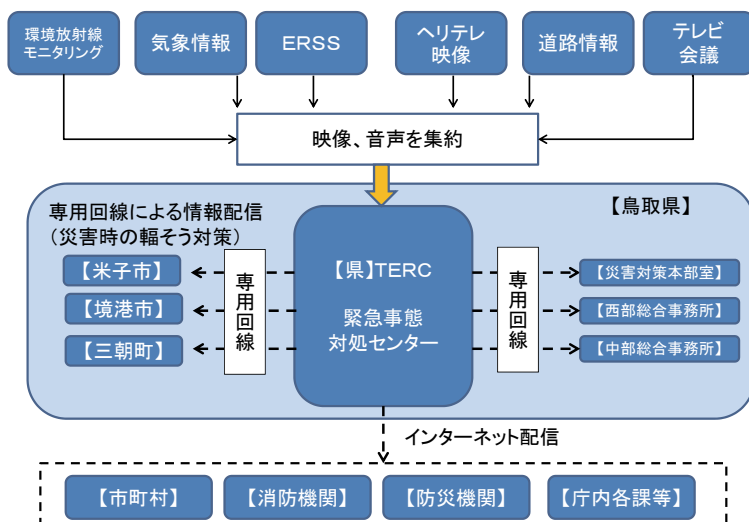 環境放射線
モニタリング
気象情報
ERSS
ヘリテレ
映像
道路情報
テレビ
会議
映像、音声を集約
専用回線による情報配信
（災害時の輻そう対策）
【鳥取県】
【米子市】
【境港市】
【三朝町】
専用回線
【県】TERC
緊急事態
対処センター
専用回線
【災害対策本部室】
【西部総合事務所】
【中部総合事務所】
インターネット配信
【市町村】
【消防機関】
【防災機関】
【庁内各課等】